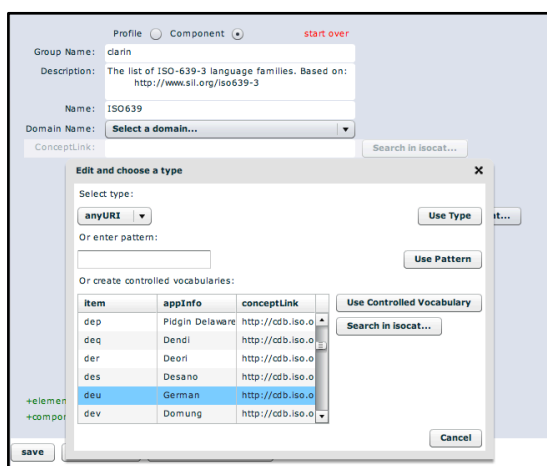 Profile Component start over
Group Name: clarin
Description: The list of ISO-639-3 language families. Based on:
http://www.sil.org/iso639-3
Name: ISO639
Domain Name: Select a domain...
ConceptLink: Search in isocat...
Edit and choose a type
Select type:
anyURI Use Type
Or enter pattern:
Use Pattern
Or create controlled vocabularies:
item appInfo conceptLink Use Controlled Vocabulary
dep Pidgin Delaware http://cdb.iso.o Search in isocat...
deq Dendi http://cdb.iso.o
der Deori http://cdb.iso.o
des Desano http://cdb.iso.o
deu German http://cdb.iso.o
dev Domung http://cdb.iso.o
Cancel
save